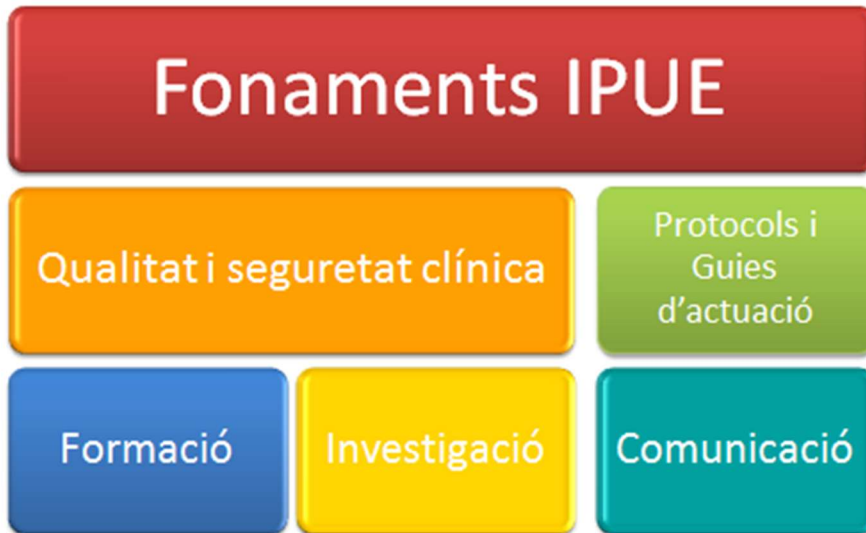 Fonaments IPUE
Qualitat i seguretat clínica
Protocols i
Guies
d'actuació
Formació
Investigació
Comunicació